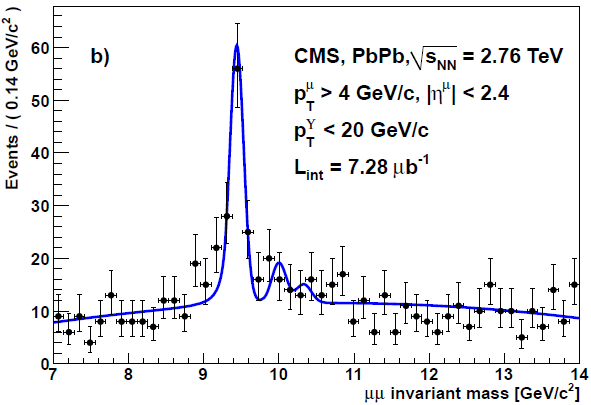 b)
CMS, PbPb, √sNN = 2.76 TeV
pTμ > 4 GeV/c, |ημ| < 2.4
pTΥ < 20 GeV/c
Lint = 7.28 μb-1
Events / ( 0.14 GeV/c2 )
60
50
40
30
20
10
0
7 8 9 10 11 12 13 14
μμ invariant mass [GeV/c2]